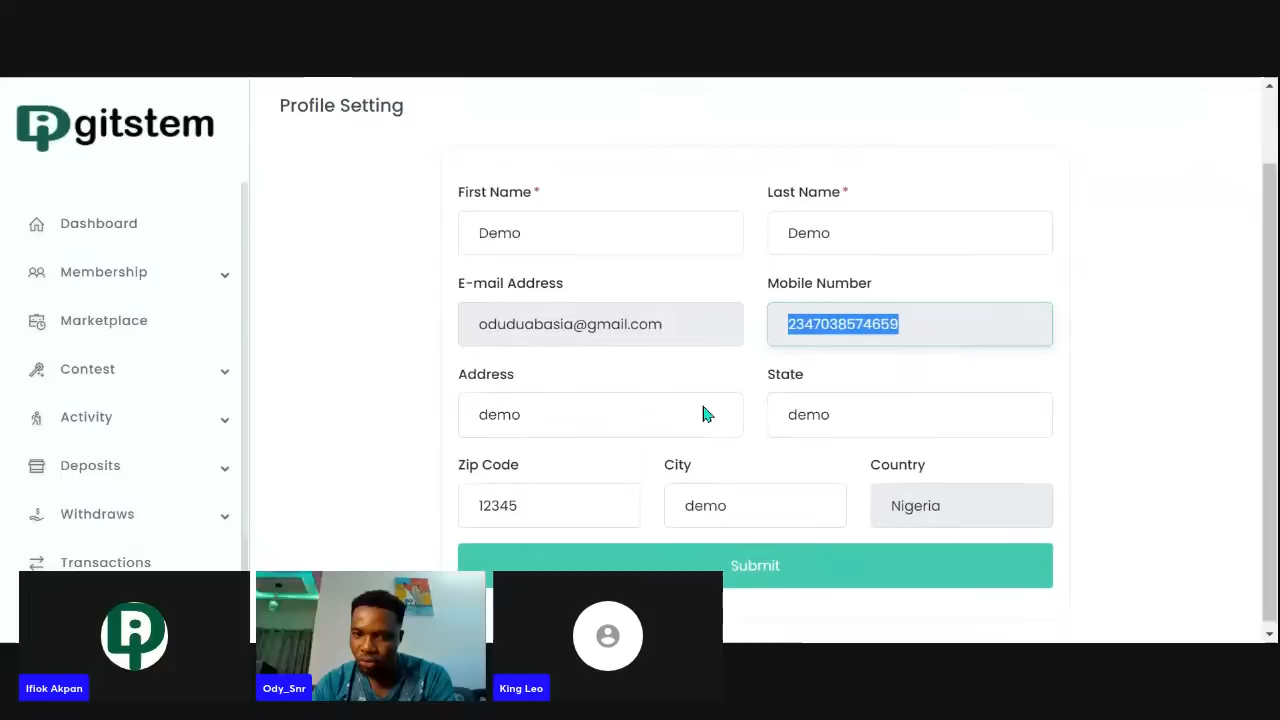 Digitstem
Profile Setting
Dashboard
Membership
Marketplace
Contest
Activity
Deposits
Withdraws
Transactions
First Name*
Last Name*
Demo
Demo
E-mail Address
Mobile Number
oduduabasia@gmail.com
2347038574659
Address
State
demo
demo
Zip Code
City
Country
12345
demo
Nigeria
Submit
Ifiok Akpan
Ody_Snr
King Leo